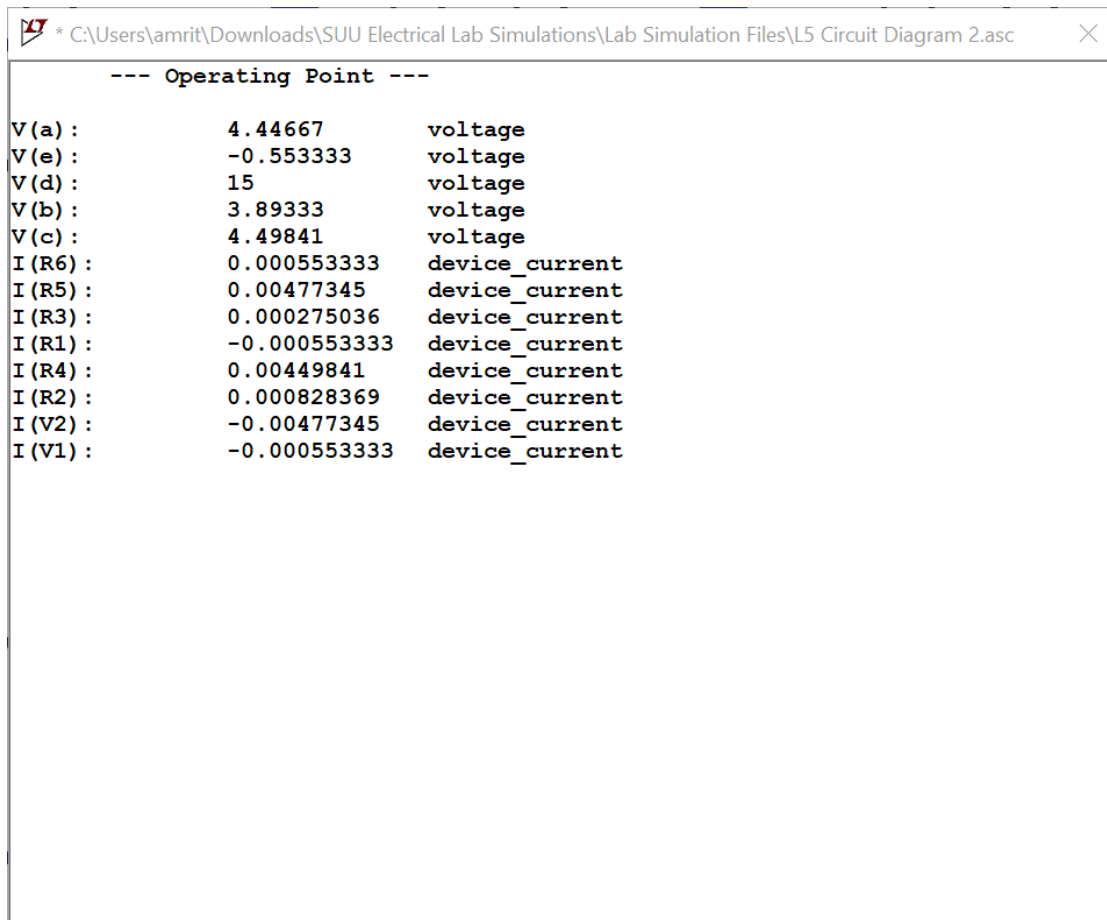 * C:\Users\amrit\Downloads\SUU Electrical Lab Simulations\Lab Simulation Files\L5 Circuit Diagram 2.asc
--- Operating Point ---
V(a): 4.44667 voltage
V(e): -0.553333 voltage
V(d): 15 voltage
V(b): 3.89333 voltage
V(c): 4.49841 voltage
I(R6): 0.000553333 device_current
I(R5): 0.00477345 device_current
I(R3): 0.000275036 device_current
I(R1): -0.000553333 device_current
I(R4): 0.00449841 device_current
I(R2): 0.000828369 device_current
I(V2): -0.00477345 device_current
I(V1): -0.000553333 device_current